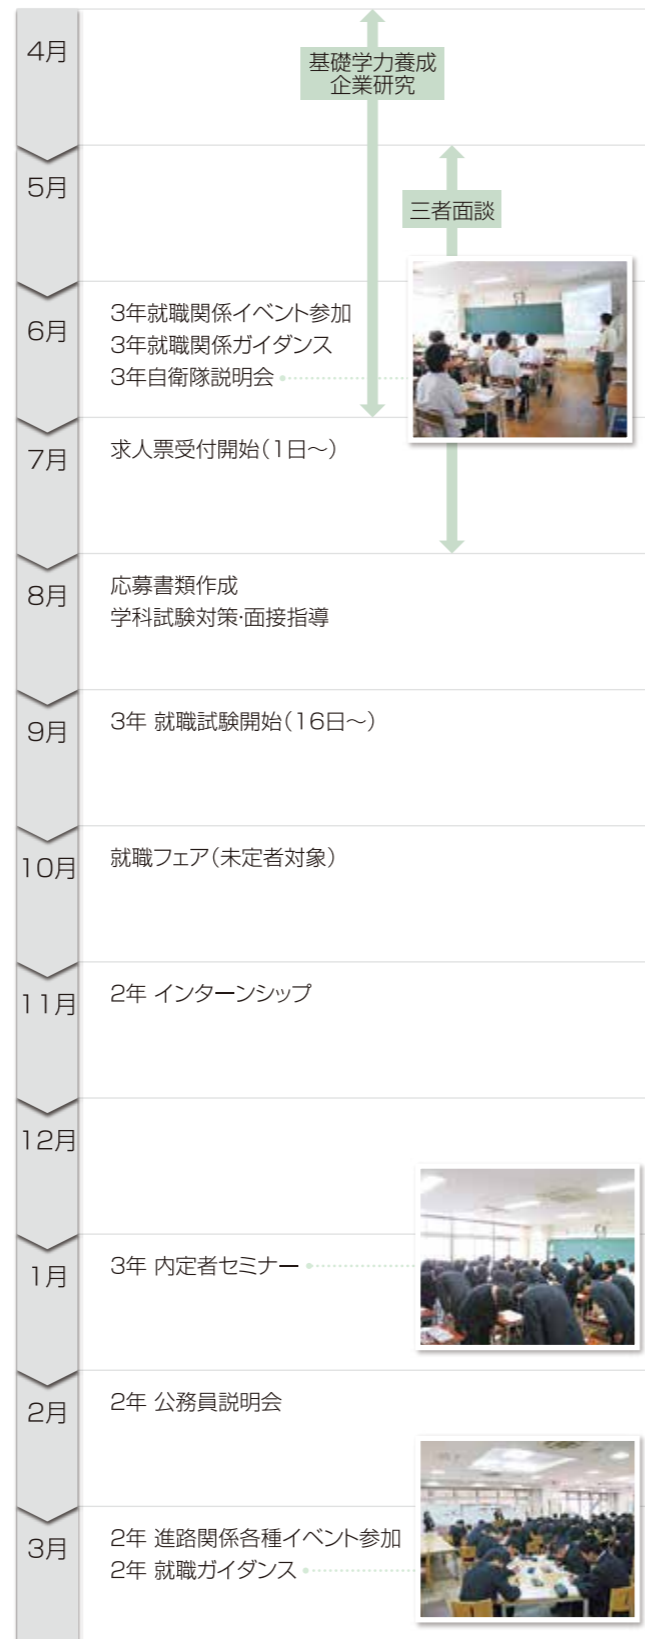 4月
基礎学力養成
企業研究
5月
三者面談
6月
3年就職関係イベント参加
3年就職関係ガイダンス
3年自衛隊説明会
7月
求人票受付開始(1日~)
8月
応募書類作成
学科試験対策・面接指導
9月
3年 就職試験開始(16日~)
10月
就職フェア(未定者対象)
11月
2年 インターンシップ
12月
1月
3年 内定者セミナー
2月
2年 公務員説明会
3月
2年 進路関係各種イベント参加
2年 就職ガイダンス